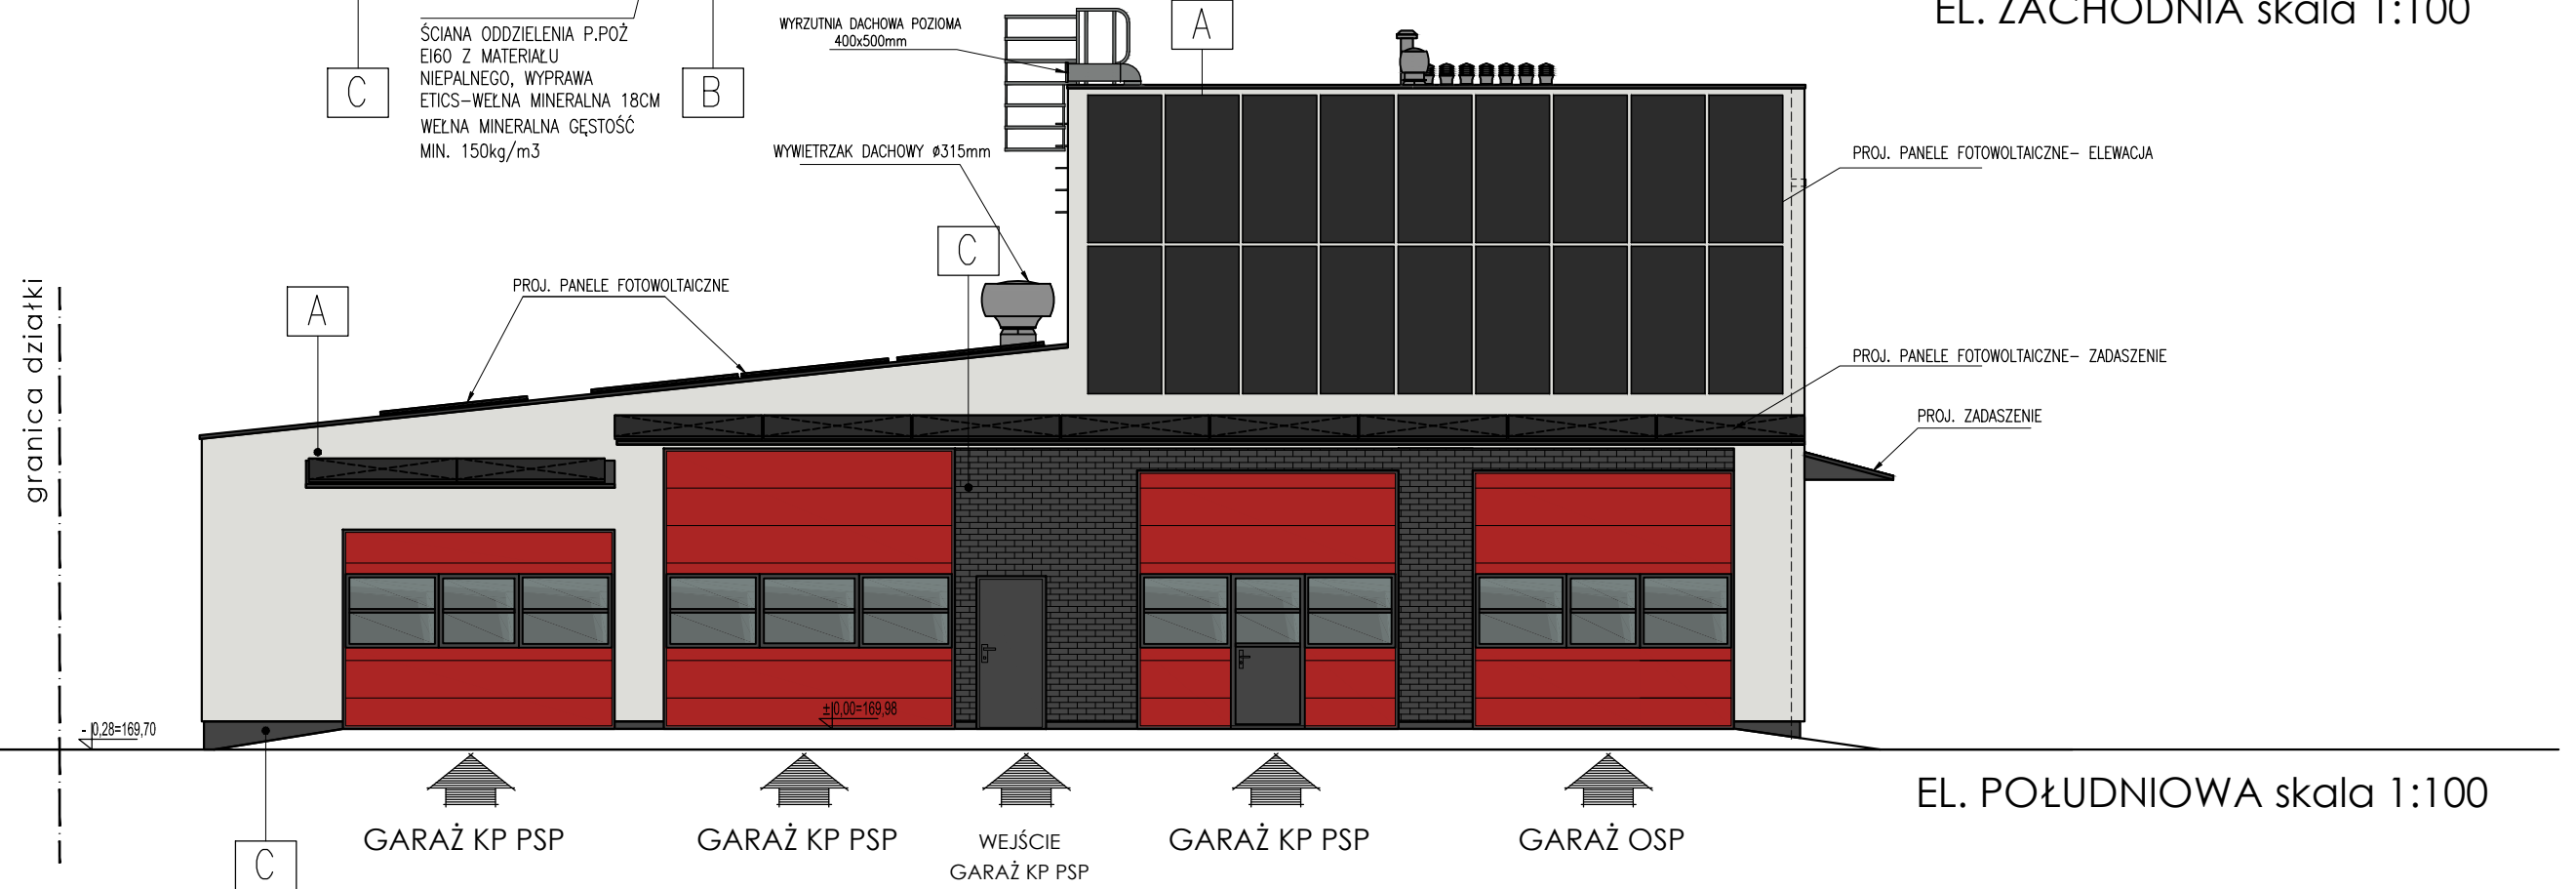 EL. ZACHODNIA skala 1:100
ŚCIANA ODDZIELENIA P.POŻ
EI60 Z MATERIAŁU
NIEPALNEGO, WYPRAWA
ETICS-WEŁNA MINERALNA 18CM
WEŁNA MINERALNA GĘSTOŚĆ
MIN. 150kg/m3
C
B
WYRZUTNIA DACHOWA POZIOMA
400x500mm
A
WYWIETRZAK DACHOWY ø315mm
PROJ. PANELE FOTOWOLTAICZNE- ELEWACJA
C
granica działki
A
PROJ. PANELE FOTOWOLTAICZNE
PROJ. PANELE FOTOWOLTAICZNE- ZADASZENIE
PROJ. ZADASZENIE
- 0,28=169,70
±0,00=169,98
EL. POŁUDNIOWA skala 1:100
GARAŻ KP PSP
GARAŻ KP PSP
WEJŚCIE
GARAŻ KP PSP
GARAŻ KP PSP
GARAŻ OSP
C